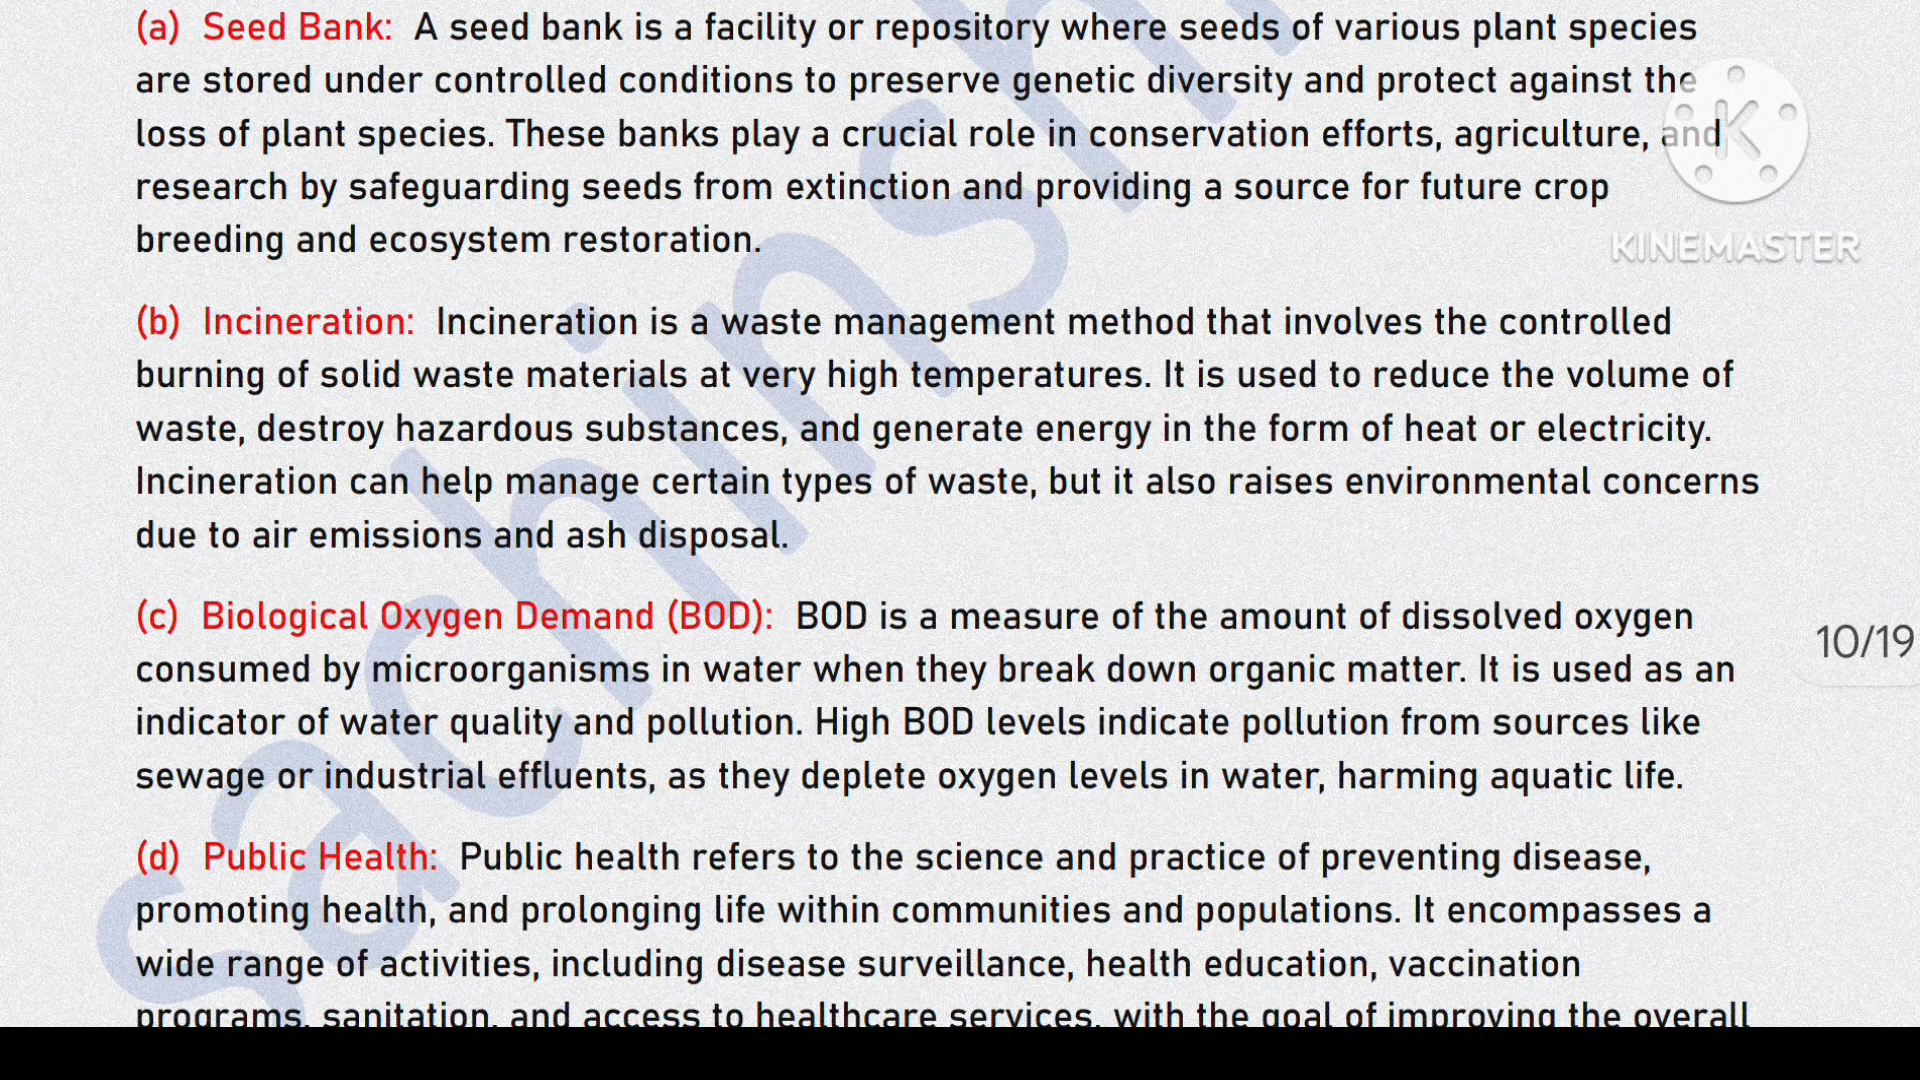 (a) Seed Bank: A seed bank is a facility or repository where seeds of various plant species
are stored under controlled conditions to preserve genetic diversity and protect against the
loss of plant species. These banks play a crucial role in conservation efforts, agriculture, and
research by safeguarding seeds from extinction and providing a source for future crop
breeding and ecosystem restoration.
K
KINEMASTER
(b) Incineration: Incineration is a waste management method that involves the controlled
burning of solid waste materials at very high temperatures. It is used to reduce the volume of
waste, destroy hazardous substances, and generate energy in the form of heat or electricity.
Incineration can help manage certain types of waste, but it also raises environmental concerns
due to air emissions and ash disposal.
(c) Biological Oxygen Demand (BOD): BOD is a measure of the amount of dissolved oxygen
consumed by microorganisms in water when they break down organic matter. It is used as an
indicator of water quality and pollution. High BOD levels indicate pollution from sources like
sewage or industrial effluents, as they deplete oxygen levels in water, harming aquatic life.
10/19
(d) Public Health: Public health refers to the science and practice of preventing disease,
promoting health, and prolonging life within communities and populations. It encompasses a
wide range of activities, including disease surveillance, health education, vaccination
programs, sanitation, and access to healthcare services, with the goal of improving the overall